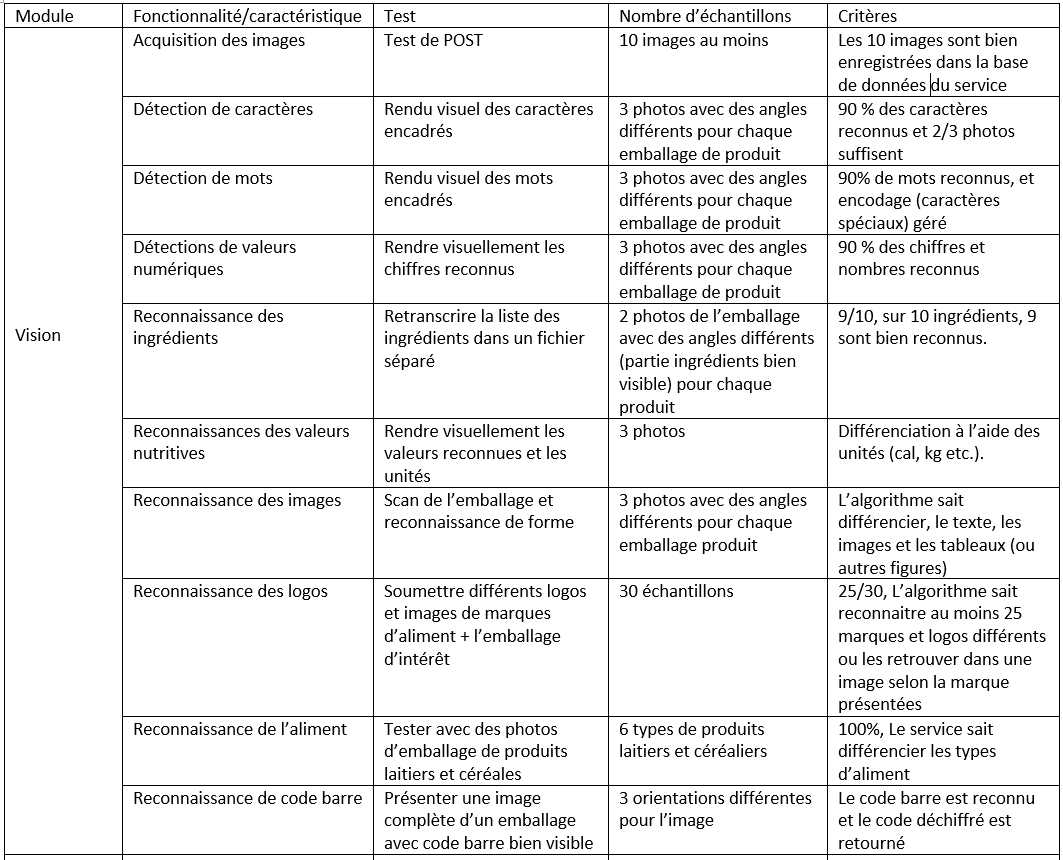 Module
Fonctionnalité/caractéristique
Test
Nombre d’échantillons
Critères
Vision
Acquisition des images
Test de POST
10 images au moins
Les 10 images sont bien
enregistrées dans la base
de données du service
Détection de caractères
Rendu visuel des caractères
encadrés
3 photos avec des angles
différents pour chaque
emballage de produit
90 % des caractères
reconnus et 2/3 photos
suffisent
Détection de mots
Rendu visuel des mots
encadrés
3 photos avec des angles
différents pour chaque
emballage de produit
90% de mots reconnus, et
encodage (caractères
spéciaux) géré
Détections de valeurs
numériques
Rendre visuellement les
chiffres reconnus
3 photos avec des angles
différents pour chaque
emballage de produit
90 % des chiffres et
nombres reconnus
Reconnaissance des
ingrédients
Retranscrire la liste des
ingrédients dans un fichier
séparé
2 photos de l’emballage
avec des angles différents
(partie ingrédients bien
visible) pour chaque
produit
9/10, sur 10 ingrédients, 9
sont bien reconnus.
Reconnaissances des valeurs
nutritives
Rendre visuellement les
valeurs reconnues et les
unités
3 photos
Différenciation à l’aide des
unités (cal, kg etc.).
Reconnaissance des images
Scan de l’emballage et
reconnaissance de forme
3 photos avec des angles
différents pour chaque
emballage produit
L’algorithme sait
différencier, le texte, les
images et les tableaux (ou
autres figures)
Reconnaissance des logos
Soumettre différents logos
et images de marques
d’aliment + l’emballage
d’intérêt
30 échantillons
25/30, L’algorithme sait
reconnaitre au moins 25
marques et logos différents
ou les retrouver dans une
image selon la marque
présentées
Reconnaissance de l’aliment
Tester avec des photos
d’emballage de produits
laitiers et céréales
6 types de produits
laitiers et céréaliers
100%, Le service sait
différencier les types
d’aliment
Reconnaissance de code barre
Présenter une image
complète d’un emballage
avec code barre bien visible
3 orientations différentes
pour l’image
Le code barre est reconnu
et le code déchiffré est
retourné